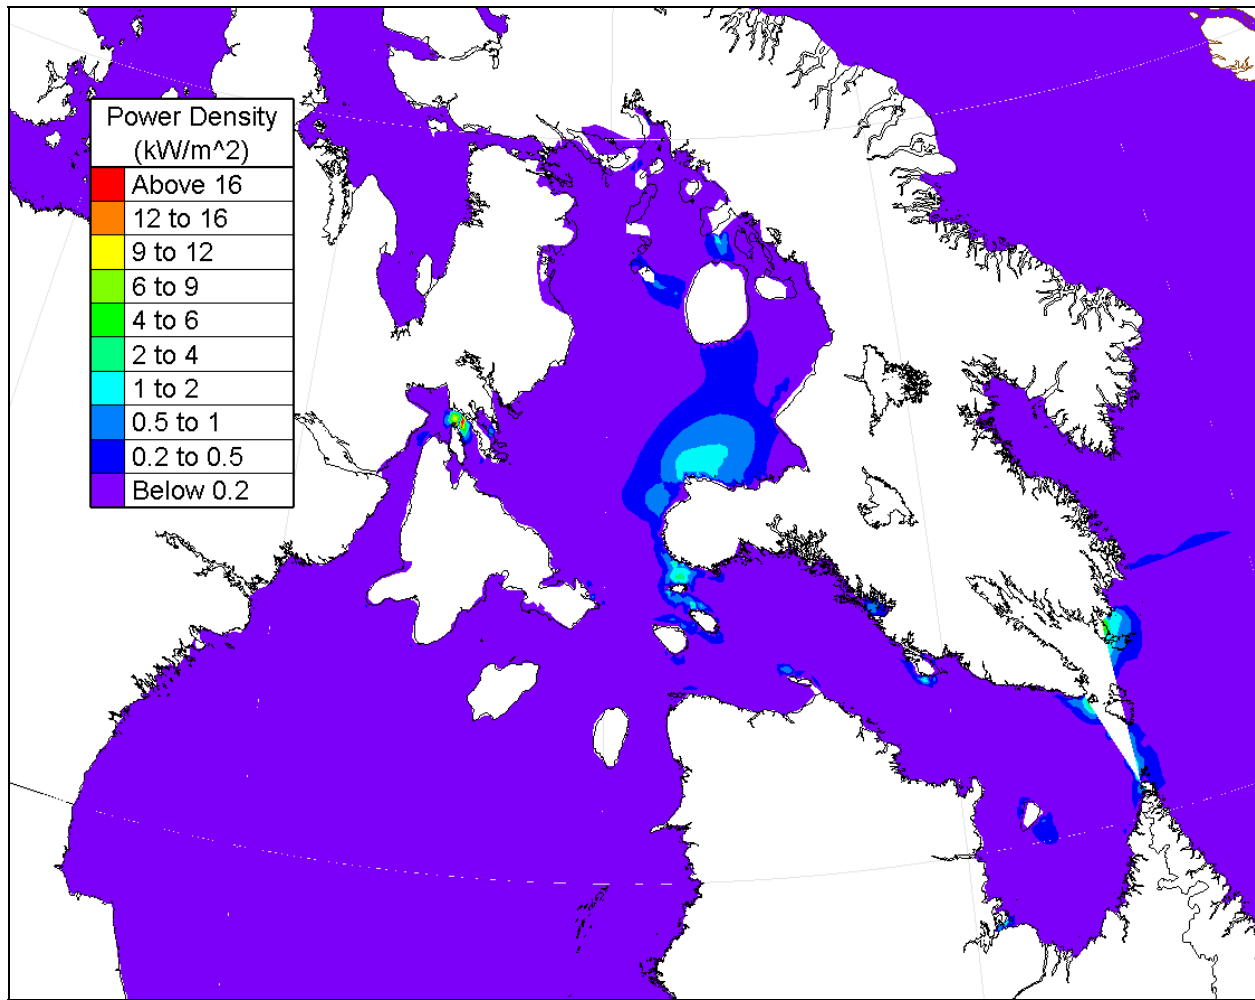 Power Density
(kW/m^2)
Above 16
12 to 16
9 to 12
6 to 9
4 to 6
2 to 4
1 to 2
0.5 to 1
0.2 to 0.5
Below 0.2